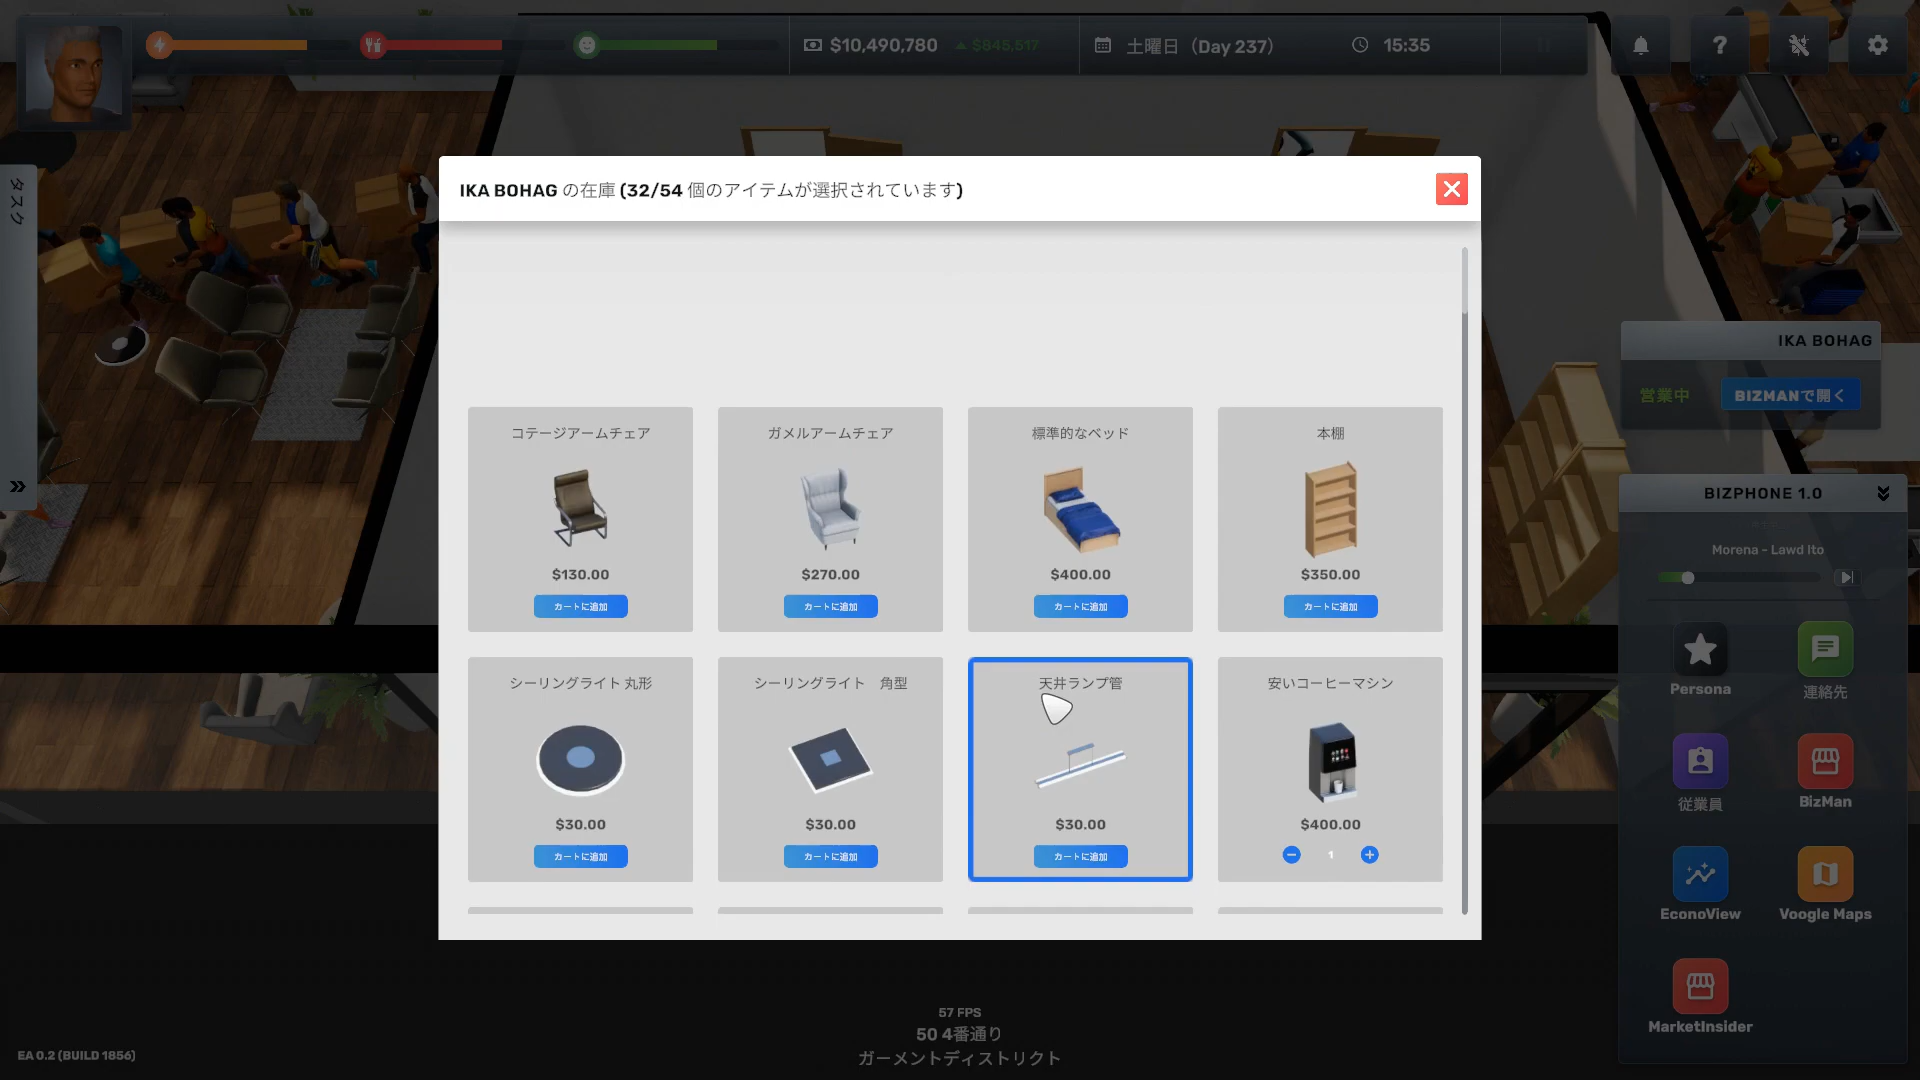 $10,490,780
$845,517
土曜日（Day 237）
15:35
?
タスク
IKA BOHAG の在庫 (32/54 個のアイテムが選択されています)
コテージアームチェア
$130.00
カートに追加
ガメルアームチェア
$270.00
カートに追加
標準的なベッド
$400.00
カートに追加
本棚
$350.00
カートに追加
シーリングライト 丸形
$30.00
カートに追加
シーリングライト　角型
$30.00
カートに追加
天井ランプ管
$30.00
カートに追加
安いコーヒーマシン
$400.00
1
IKA BOHAG
営業中
BIZMANで開く
BIZPHONE 1.0
Morena - Lawd Ito
Persona
連絡先
従業員
BizMan
EconoView
Voogle Maps
MarketInsider
57 FPS
50 4番通り
ガーメントディストリクト
EA 0.2 (BUILD 1856)